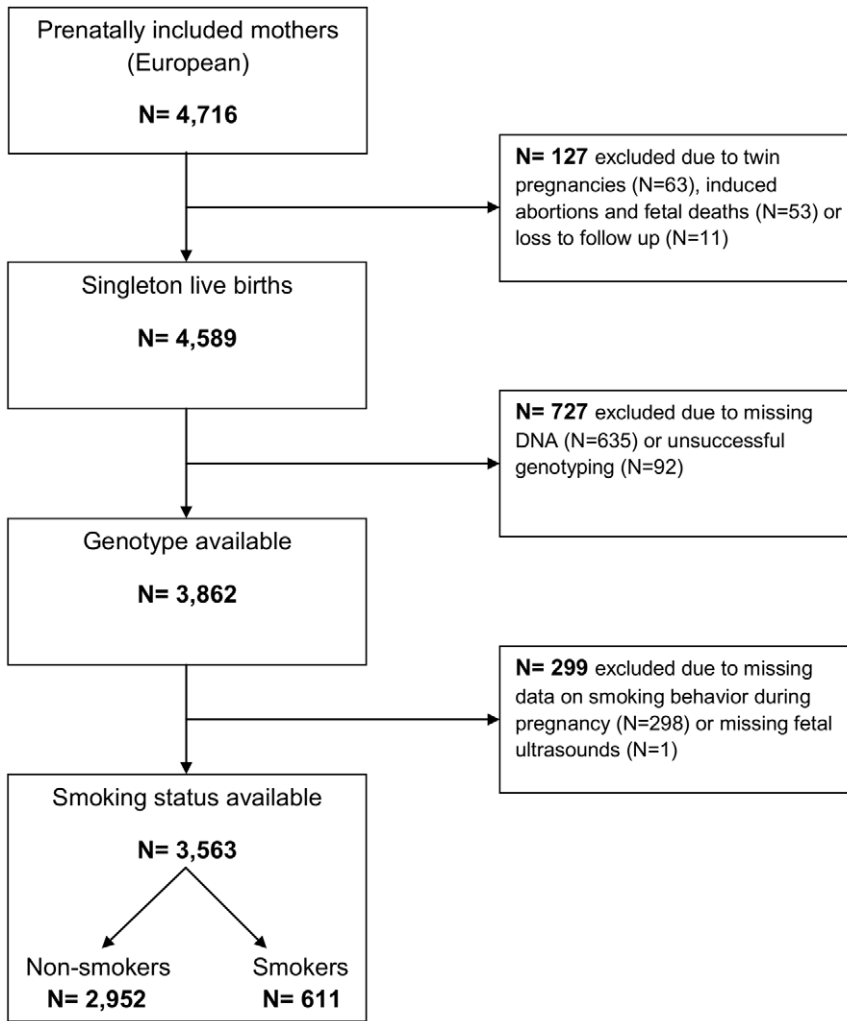 Prenatally included mothers
(European)
N= 4,716
N= 127 excluded due to twin
pregnancies (N=63), induced
abortions and fetal deaths (N=53) or
loss to follow up (N=11)
Singleton live births
N= 4,589
N= 727 excluded due to missing
DNA (N=635) or unsuccessful
genotyping (N=92)
Genotype available
N= 3,862
N= 299 excluded due to missing
data on smoking behavior during
pregnancy (N=298) or missing fetal
ultrasounds (N=1)
Smoking status available
N= 3,563
Non-smokers Smokers
N= 2,952 N= 611